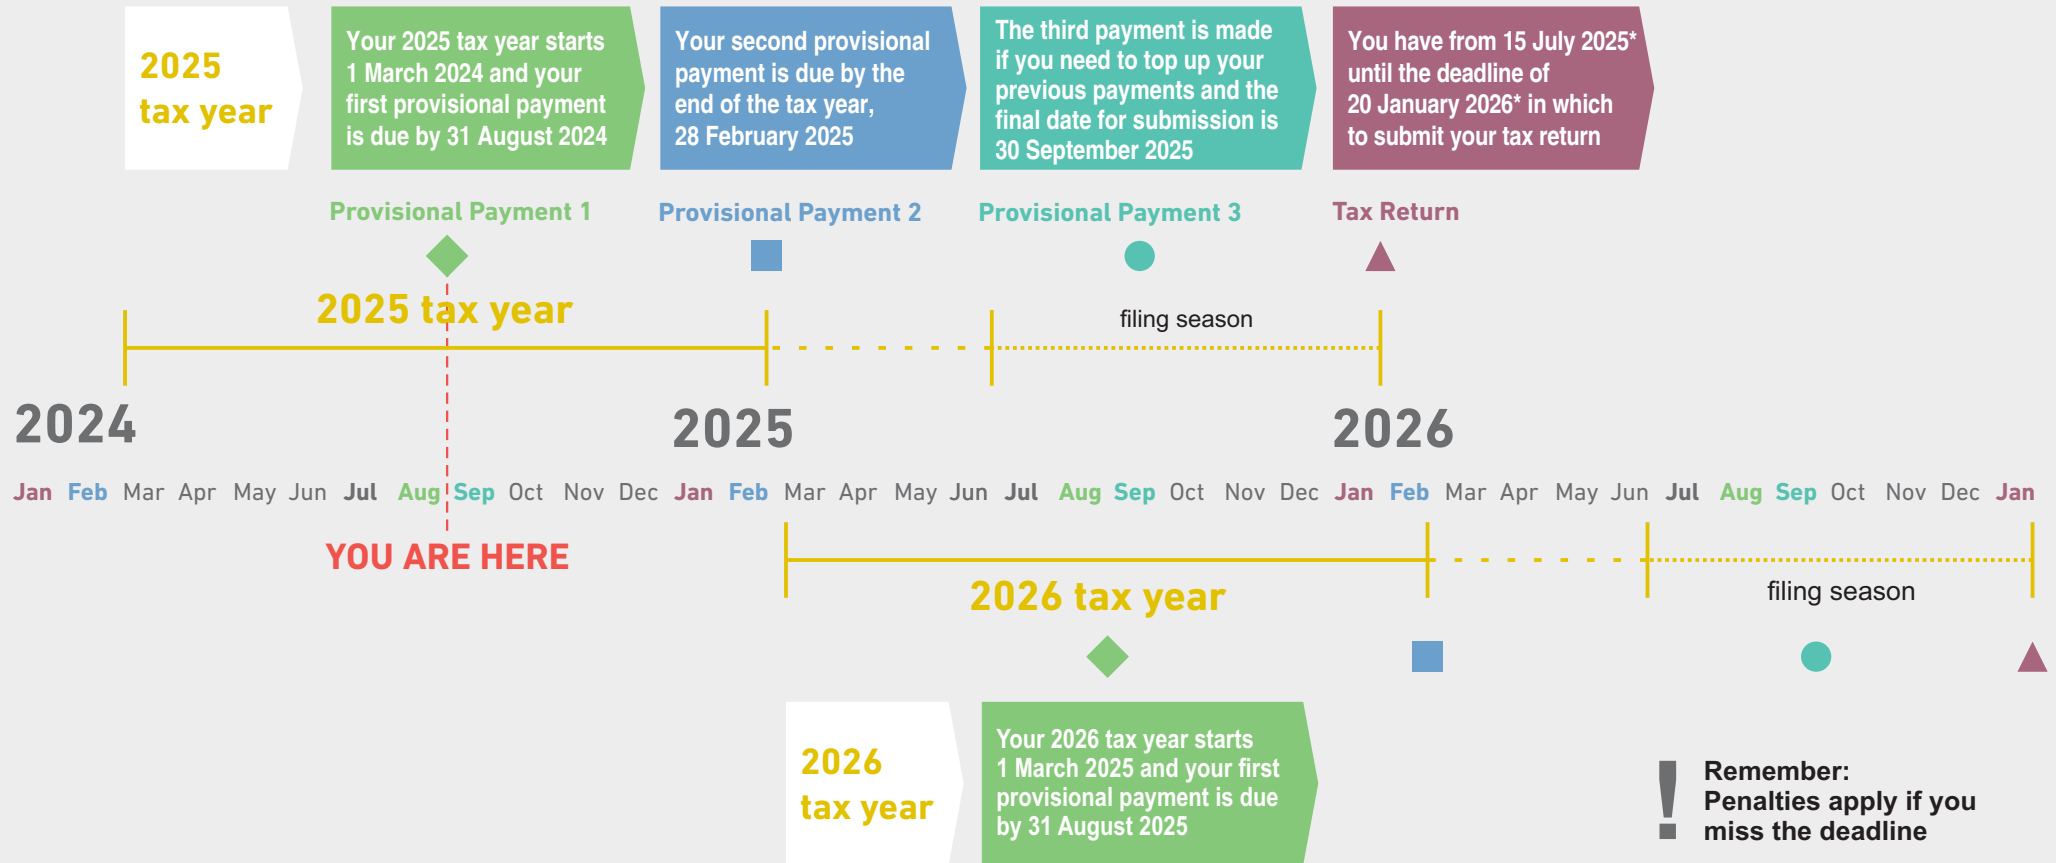 2025
tax year
Your 2025 tax year starts
1 March 2024 and your
first provisional payment
is due by 31 August 2024
Your second provisional
payment is due by the
end of the tax year,
28 February 2025
The third payment is made
if you need to top up your
previous payments and the
final date for submission is
30 September 2025
You have from 15 July 2025*
until the deadline of
20 January 2026* in which
to submit your tax return
Provisional Payment 1
Provisional Payment 2
Provisional Payment 3
Tax Return
2025 tax year
filing season
2024
2025
2026
Jan Feb Mar Apr May Jun Jul Aug Sep Oct Nov Dec Jan Feb Mar Apr May Jun Jul Aug Sep Oct Nov Dec Jan Feb Mar Apr May Jun Jul Aug Sep Oct Nov Dec Jan
YOU ARE HERE
2026 tax year
filing season
2026
tax year
Your 2026 tax year starts
1 March 2025 and your first
provisional payment is due
by 31 August 2025
! Remember:
Penalties apply if you
miss the deadline